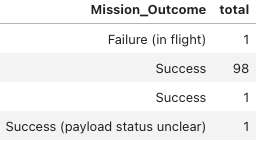 Mission_Outcome total
Failure (in flight) 1
Success 98
Success 1
Success (payload status unclear) 1